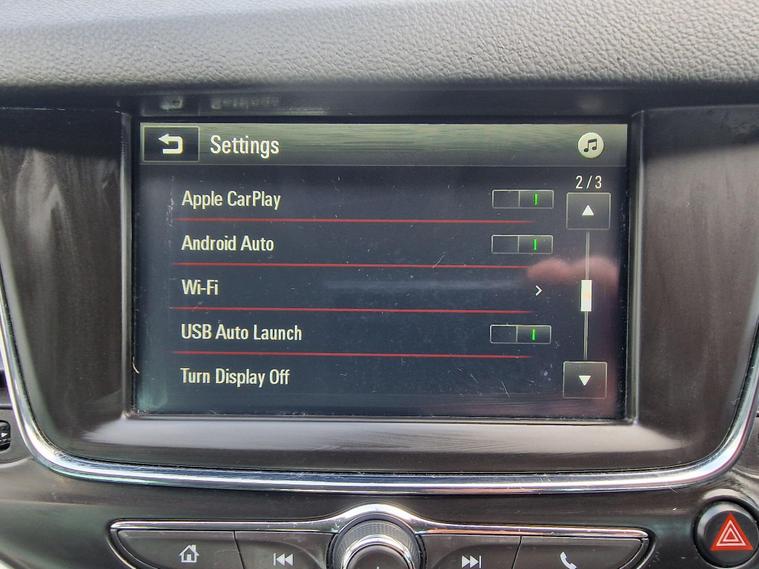 Settings
2/3
Apple CarPlay
Android Auto
Wi-Fi
USB Auto Launch
Turn Display Off